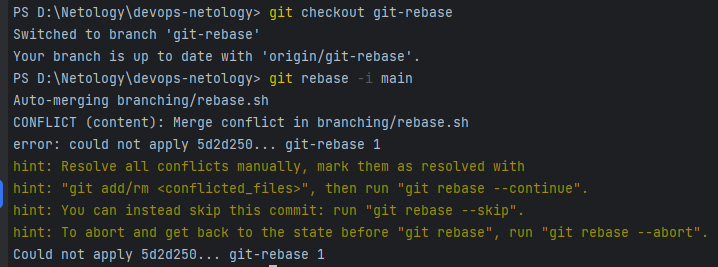 PS D:\Netology\devops-netology> git checkout git-rebase
Switched to branch 'git-rebase'
Your branch is up to date with 'origin/git-rebase'.
PS D:\Netology\devops-netology> git rebase -i main
Auto-merging branching/rebase.sh
CONFLICT (content): Merge conflict in branching/rebase.sh
error: could not apply 5d2d250... git-rebase 1
hint: Resolve all conflicts manually, mark them as resolved with
hint: "git add/rm <conflicted_files>", then run "git rebase --continue".
hint: You can instead skip this commit: run "git rebase --skip".
hint: To abort and get back to the state before "git rebase", run "git rebase --abort".
Could not apply 5d2d250... git-rebase 1